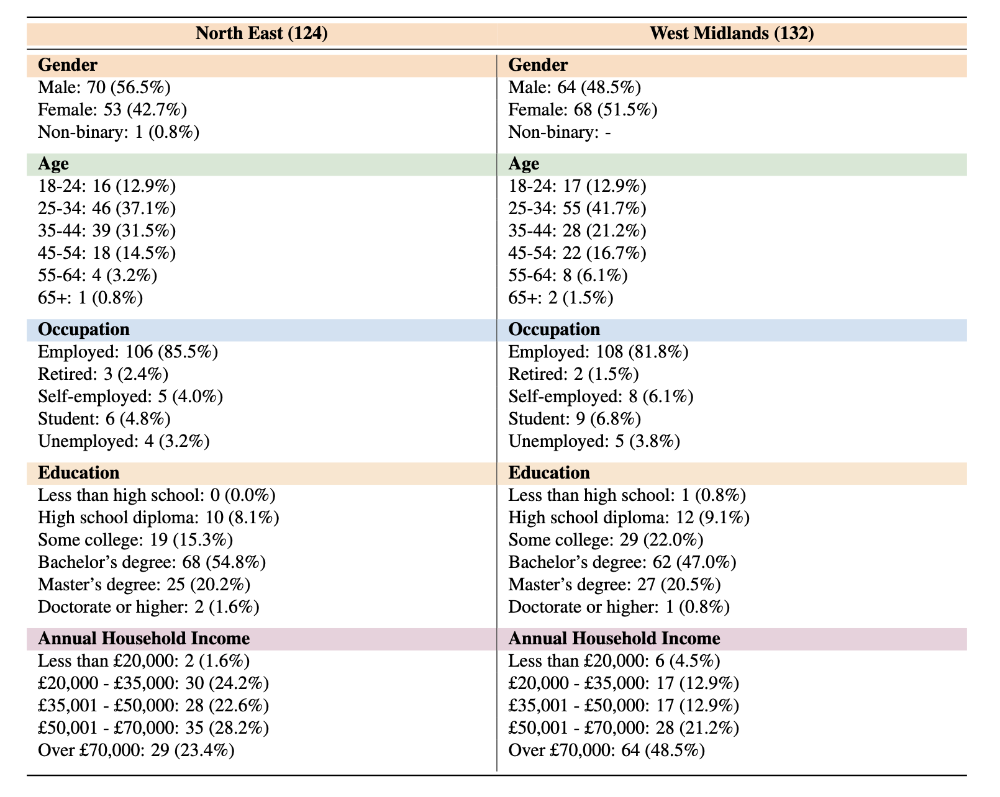 North East (124)
West Midlands (132)
Gender
Male: 70 (56.5%)
Female: 53 (42.7%)
Non-binary: 1 (0.8%)
Age
18-24: 16 (12.9%)
25-34: 46 (37.1%)
35-44: 39 (31.5%)
45-54: 18 (14.5%)
55-64: 4 (3.2%)
65+: 1 (0.8%)
Occupation
Employed: 106 (85.5%)
Retired: 3 (2.4%)
Self-employed: 5 (4.0%)
Student: 6 (4.8%)
Unemployed: 4 (3.2%)
Education
Less than high school: 0 (0.0%)
High school diploma: 10 (8.1%)
Some college: 19 (15.3%)
Bachelor’s degree: 68 (54.8%)
Master’s degree: 25 (20.2%)
Doctorate or higher: 2 (1.6%)
Annual Household Income
Less than £20,000: 2 (1.6%)
£20,000 - £35,000: 30 (24.2%)
£35,001 - £50,000: 28 (22.6%)
£50,001 - £70,000: 35 (28.2%)
Over £70,000: 29 (23.4%)
Gender
Male: 64 (48.5%)
Female: 68 (51.5%)
Non-binary: -
Age
18-24: 17 (12.9%)
25-34: 55 (41.7%)
35-44: 28 (21.2%)
45-54: 22 (16.7%)
55-64: 8 (6.1%)
65+: 2 (1.5%)
Occupation
Employed: 108 (81.8%)
Retired: 2 (1.5%)
Self-employed: 8 (6.1%)
Student: 9 (6.8%)
Unemployed: 5 (3.8%)
Education
Less than high school: 1 (0.8%)
High school diploma: 12 (9.1%)
Some college: 29 (22.0%)
Bachelor’s degree: 62 (47.0%)
Master’s degree: 27 (20.5%)
Doctorate or higher: 1 (0.8%)
Annual Household Income
Less than £20,000: 6 (4.5%)
£20,000 - £35,000: 17 (12.9%)
£35,001 - £50,000: 17 (12.9%)
£50,001 - £70,000: 28 (21.2%)
Over £70,000: 64 (48.5%)